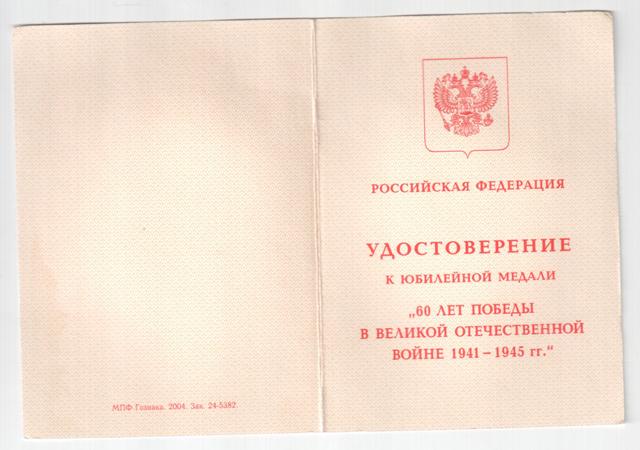 РОССИЙСКАЯ ФЕДЕРАЦИЯ
УДОСТОВЕРЕНИЕ
К ЮБИЛЕЙНОЙ МЕДАЛИ
„60 ЛЕТ ПОБЕДЫ
В ВЕЛИКОЙ ОТЕЧЕСТВЕННОЙ
ВОЙНЕ 1941 – 1945 гг.“
МПФ Гознака. 2004. Зак. 24-5382.